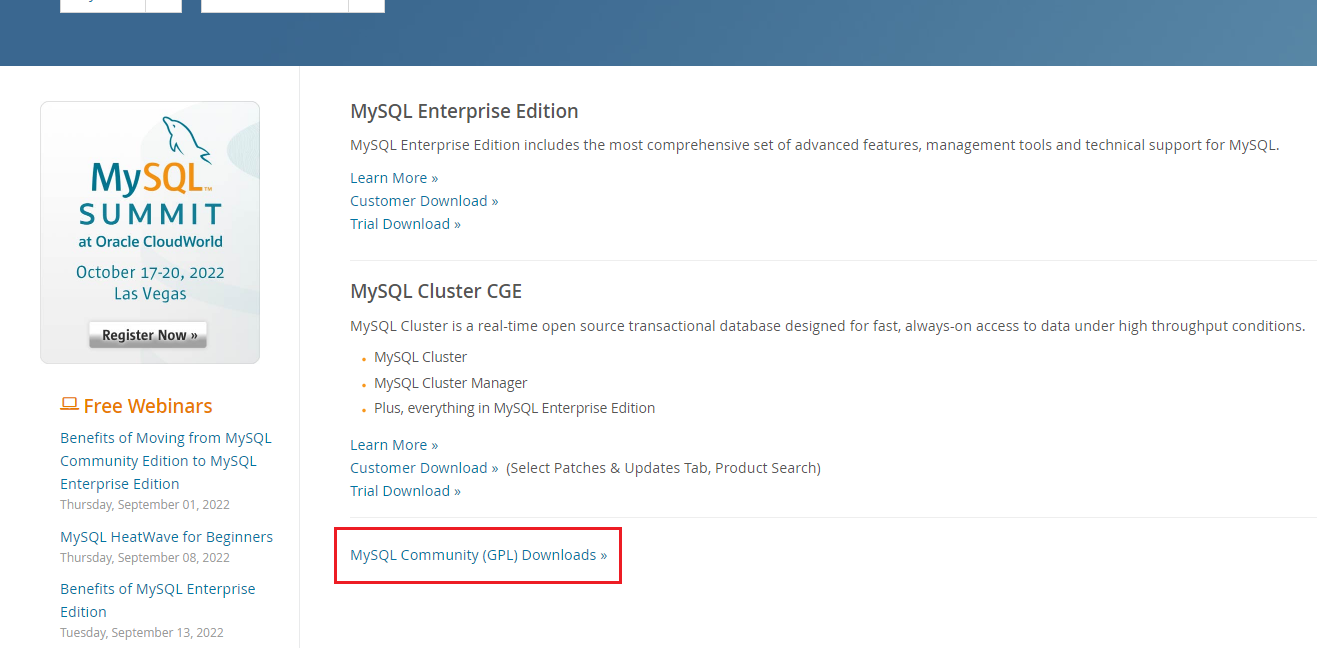 MySQL™
SUMMIT
at Oracle CloudWorld
October 17-20, 2022
Las Vegas
Register Now »
Free Webinars
Benefits of Moving from MySQL
Community Edition to MySQL
Enterprise Edition
Thursday, September 01, 2022
MySQL HeatWave for Beginners
Thursday, September 08, 2022
Benefits of MySQL Enterprise
Edition
Tuesday, September 13, 2022
MySQL Enterprise Edition
MySQL Enterprise Edition includes the most comprehensive set of advanced features, management tools and technical support for MySQL.
Learn More »
Customer Download »
Trial Download »
MySQL Cluster CGE
MySQL Cluster is a real-time open source transactional database designed for fast, always-on access to data under high throughput conditions.
• MySQL Cluster
• MySQL Cluster Manager
• Plus, everything in MySQL Enterprise Edition
Learn More »
Customer Download » (Select Patches & Updates Tab, Product Search)
Trial Download »
MySQL Community (GPL) Downloads »